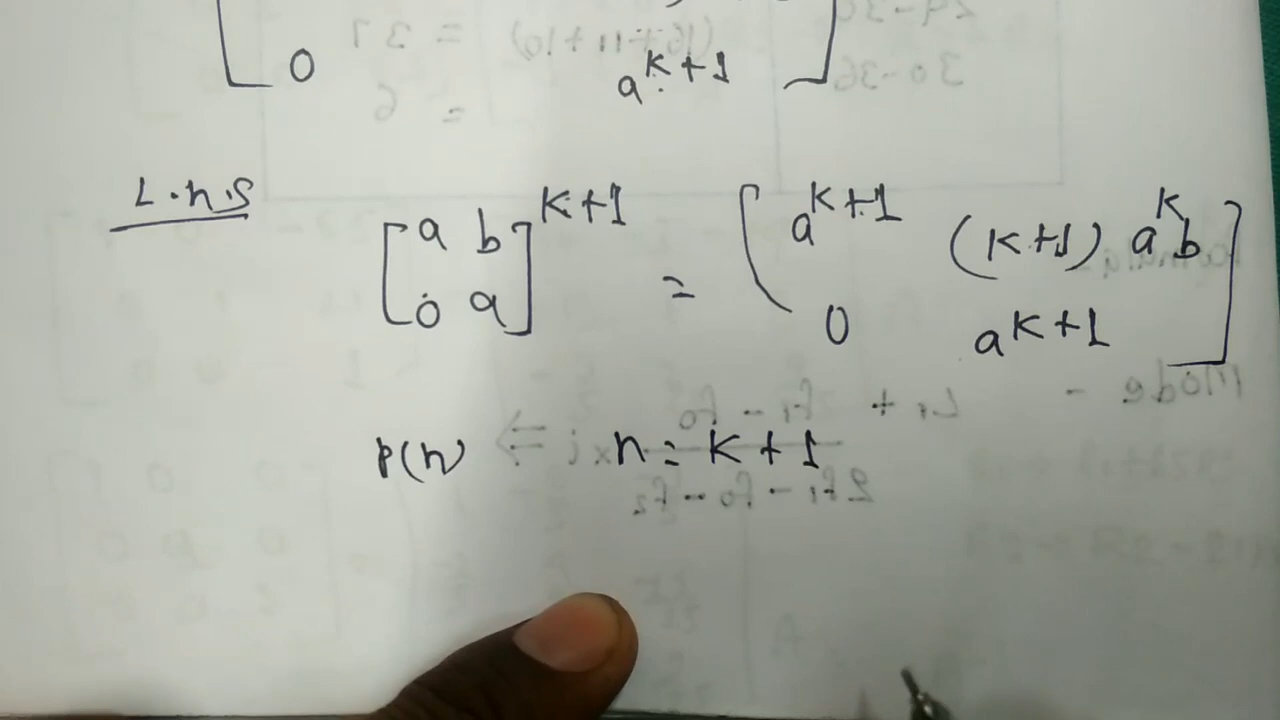 0 a^{k+1}
L.h.S
[a b]^{k+1} = [a^{k+1} (k+1) a^k b]
[0 a] [0 a^{k+1}]
P(n) n = k+1